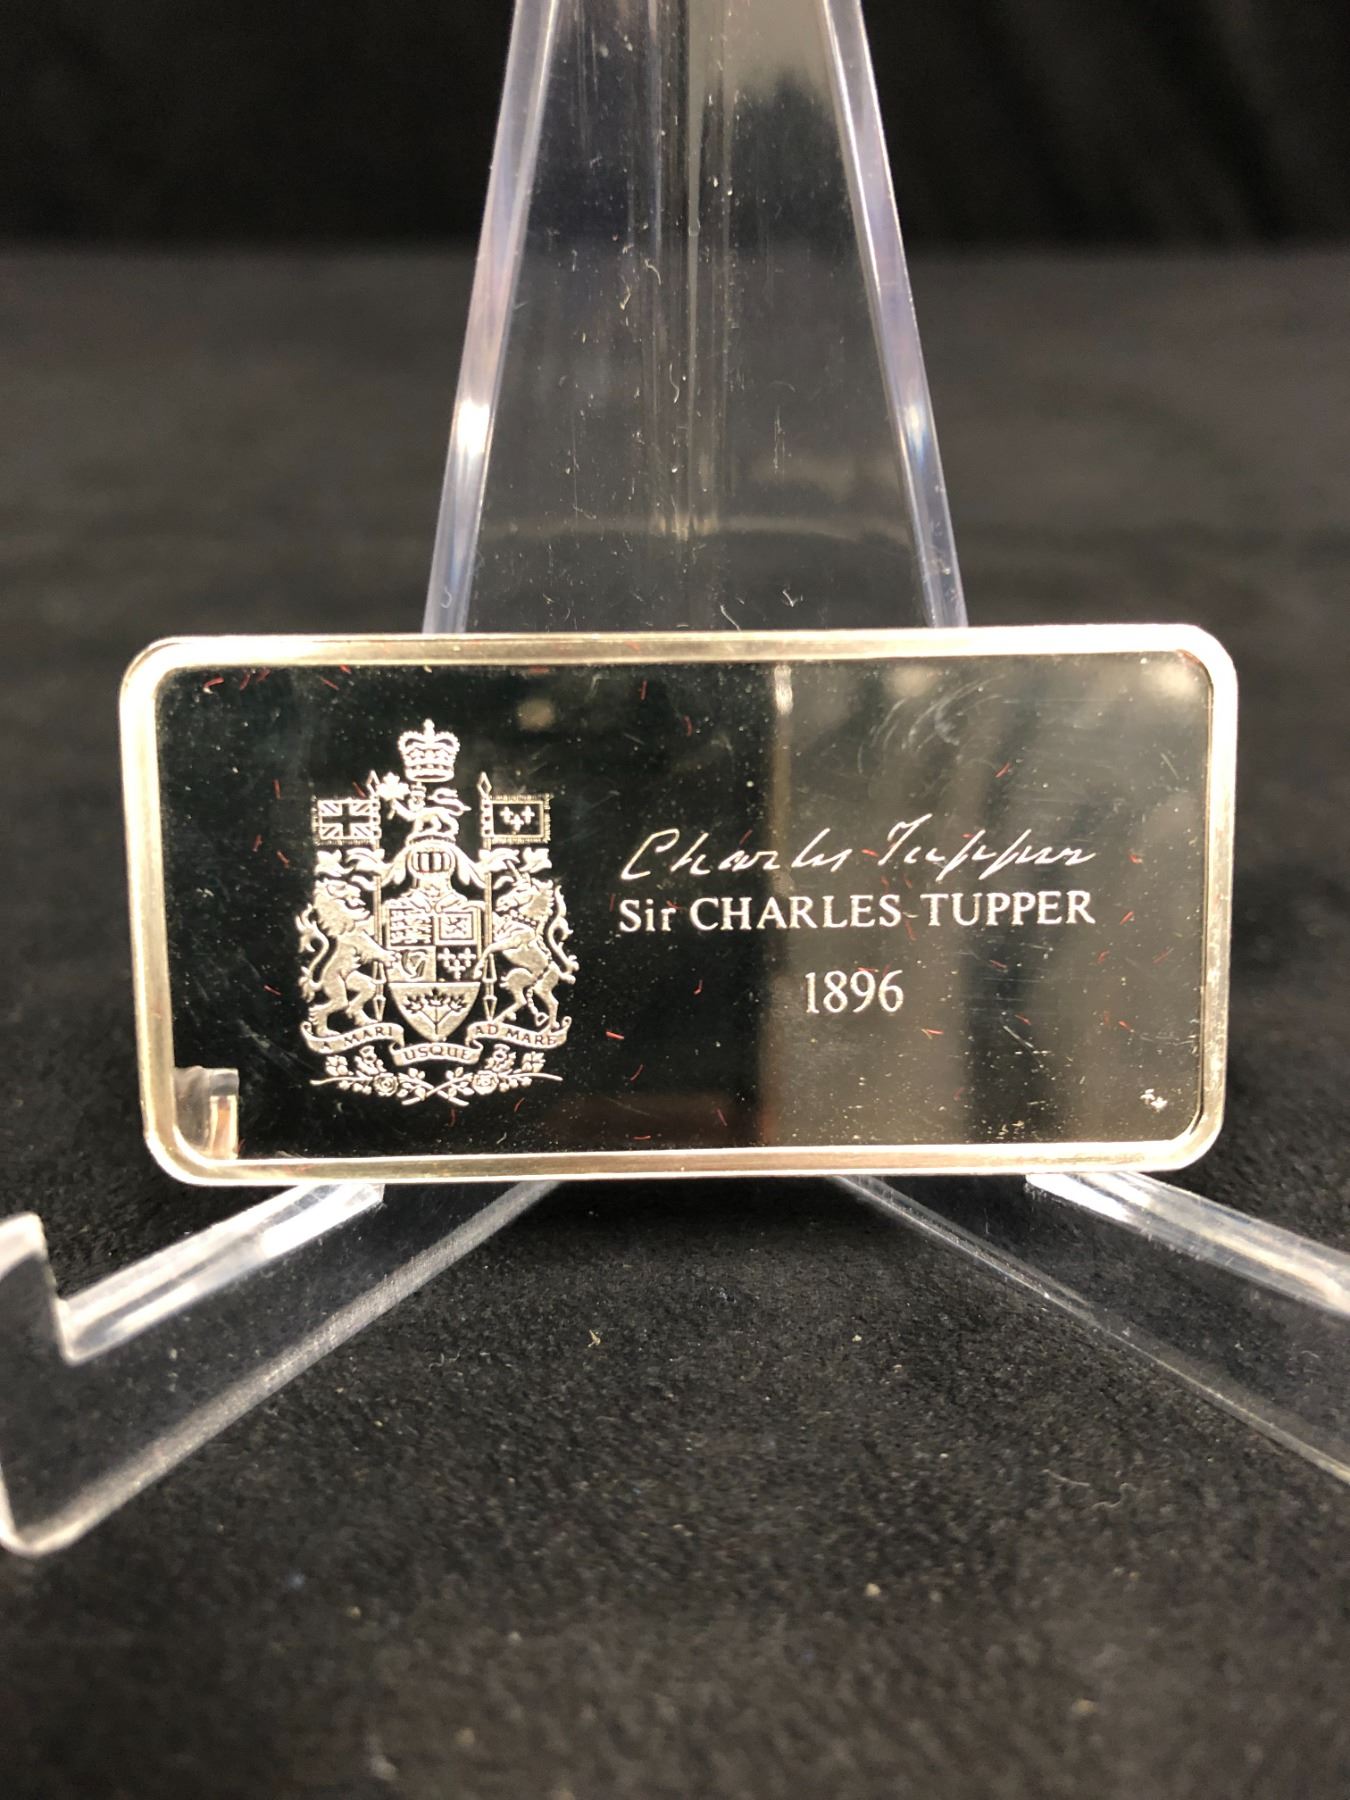 A MARI USQUE AD MARE
Charles Tupper
Sir CHARLES TUPPER
1896